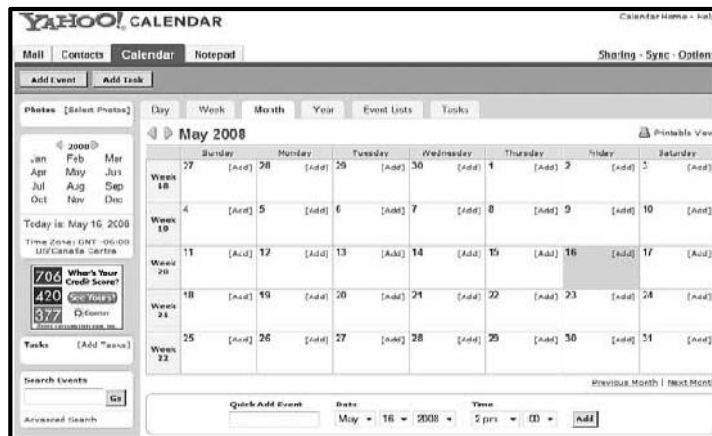 YAHOO! CALENDAR
Calendar Home - Help
Mail Contacts Calendar Notepad
Sharing - Sync - Options
Add Event Add Task
Photos [Select Photos]
Day Week Month Year Event Lists Tasks
May 2008
Printable View
Sunday Monday Tuesday Wednesday Thursday Friday Saturday
2008
Jan Feb Mar
Apr May Jun
Jul Aug Sep
Oct Nov Dec
Today is: May 16, 2008
Time Zone: GMT -06:00
US/Canada Centra
Week 18
27 [Add] 28 [Add] 29 [Add] 30 [Add] 1 [Add] 2 [Add] 3 [Add]
Week 19
4 [Add] 5 [Add] 6 [Add] 7 [Add] 8 [Add] 9 [Add] 10 [Add]
Week 20
11 [Add] 12 [Add] 13 [Add] 14 [Add] 15 [Add] 16 [Add] 17 [Add]
Week 21
18 [Add] 19 [Add] 20 [Add] 21 [Add] 22 [Add] 23 [Add] 24 [Add]
Week 22
25 [Add] 26 [Add] 27 [Add] 28 [Add] 29 [Add] 30 [Add] 31 [Add]
706 What's Your
Credit Score?
420 See Yours!
377 Experian
Tasks [Add Tasks]
Search Events
Go
Advanced Search
Previous Month | Next Month
Quick Add Event Date Time
May 16 2008 2 pm :00 Add